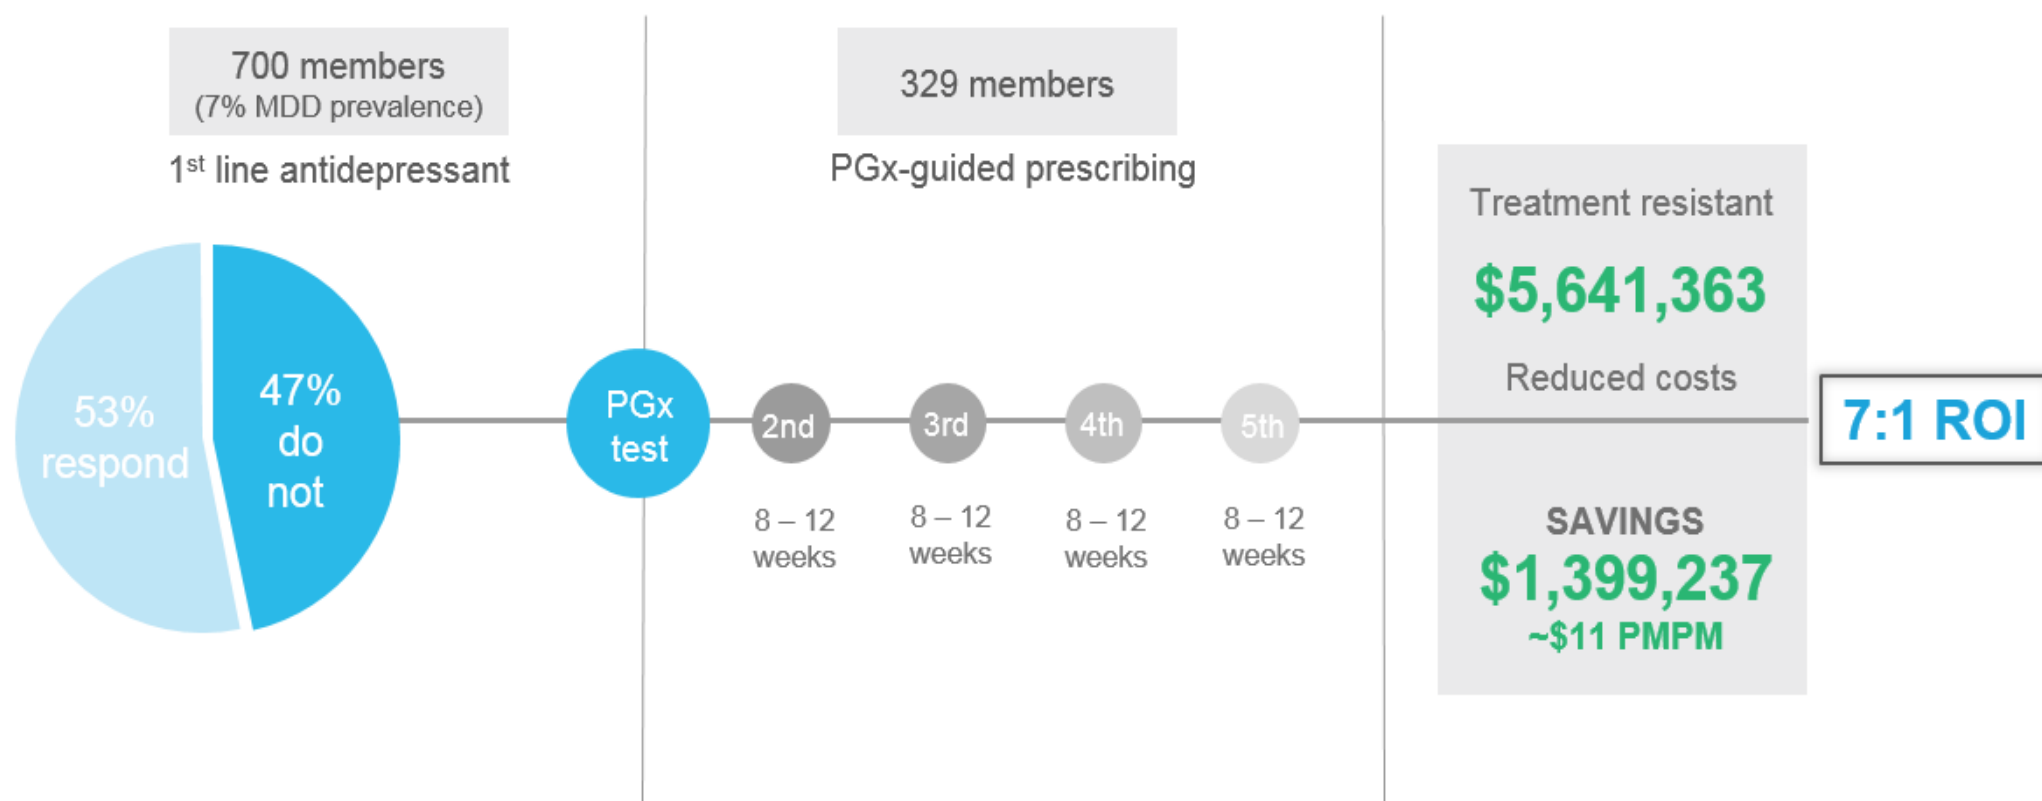 700 members
(7% MDD prevalence)
1st line antidepressant
53%
respond
47%
do
not
PGx
test
329 members
PGx-guided prescribing
2nd
3rd
4th
5th
8 – 12
weeks
8 – 12
weeks
8 – 12
weeks
8 – 12
weeks
Treatment resistant
$5,641,363
Reduced costs
SAVINGS
$1,399,237
~$11 PMPM
7:1 ROI